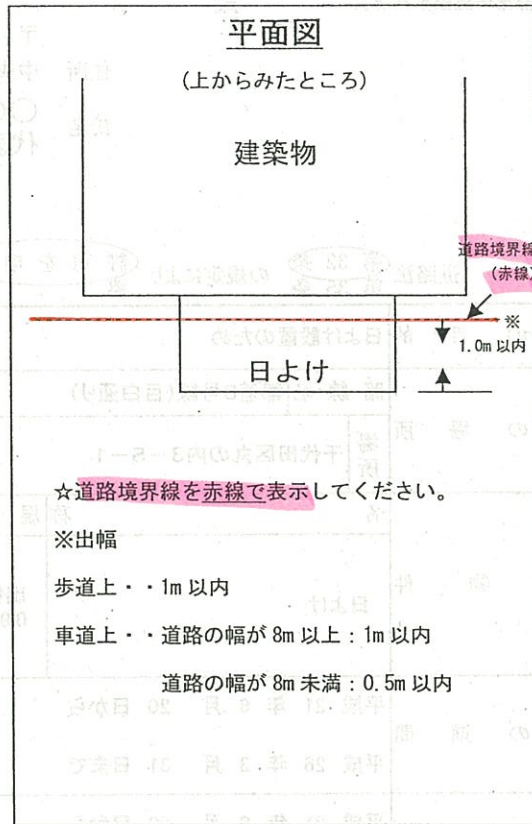 平面図
(上からみたところ)
建築物
道路境界線
(赤線)
※
1.0m 以内
日よけ
☆道路境界線を赤線で表示してください。
※出幅
歩道上・・1m 以内
車道上・・道路の幅が 8m 以上：1m 以内
道路の幅が 8m 未満：0.5m 以内